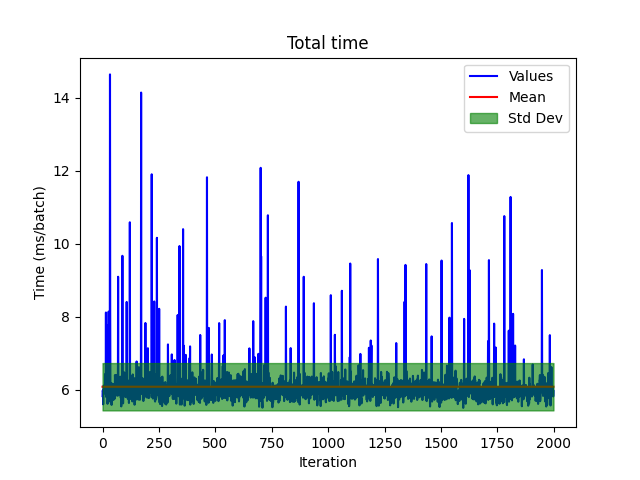 Total time
Values
Mean
Std Dev
Time (ms/batch)
14
12
10
8
6
0 250 500 750 1000 1250 1500 1750 2000
Iteration